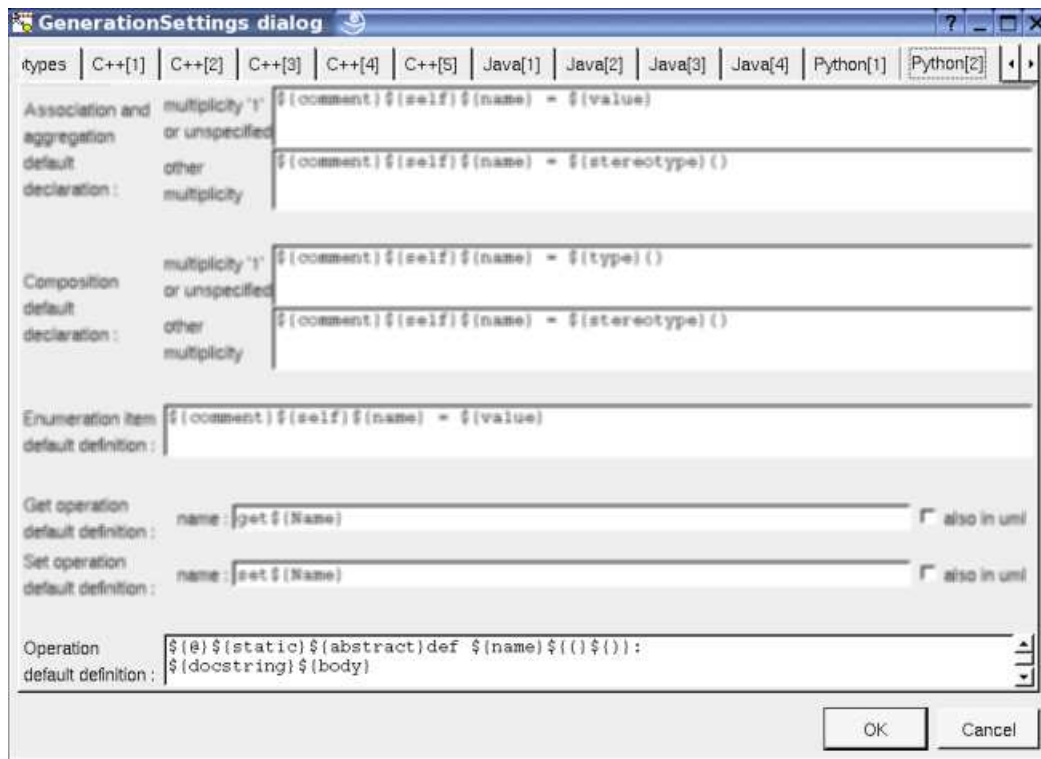 GenerationSettings dialog
itypes C++[1] C++[2] C++[3] C++[4] C++[5] Java[1] Java[2] Java[3] Java[4] Python[1] Python[2]
Association and aggregation default declaration :
multiplicity '1' or unspecified
${comment}${self}${name} = ${value}
other multiplicity
${comment}${self}${name} = ${stereotype}()
Composition default declaration :
multiplicity '1' or unspecified
${comment}${self}${name} = ${type}()
other multiplicity
${comment}${self}${name} = ${stereotype}()
Enumeration item default definition :
${comment}${self}${name} = ${value}
Get operation default definition :
name : get${Name}
also in uml
Set operation default definition :
name : set${Name}
also in uml
Operation default definition :
${@}${static}${abstract}def ${name}${(}${)}:
${docstring}${body}
OK Cancel